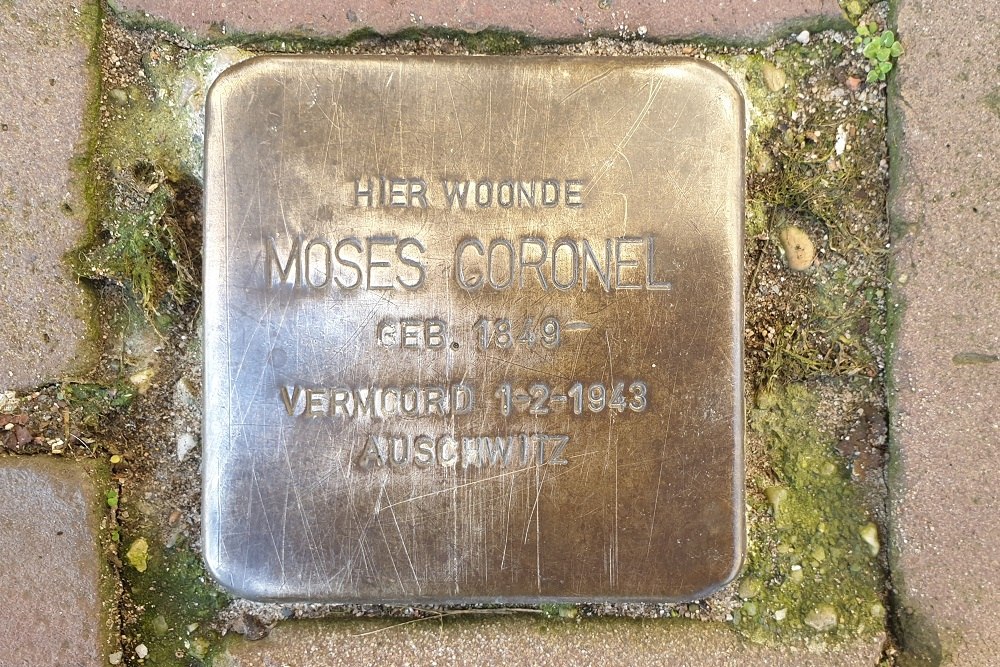 HIER WOONDE
MOSES CORONEL
GEB. 1849
VERMOORD 1-2-1943
AUSCHWITZ